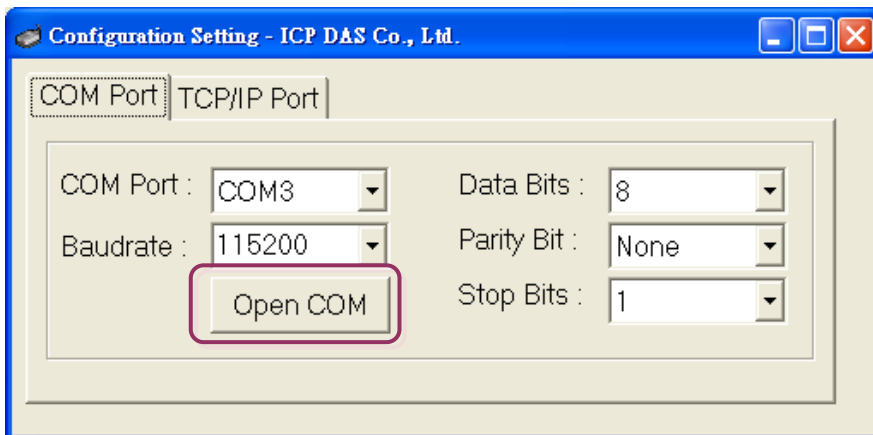 Configuration Setting - ICP DAS Co., Ltd.
COM Port TCP/IP Port
COM Port : COM3 Data Bits : 8
Baudrate : 115200 Parity Bit : None
Open COM Stop Bits : 1